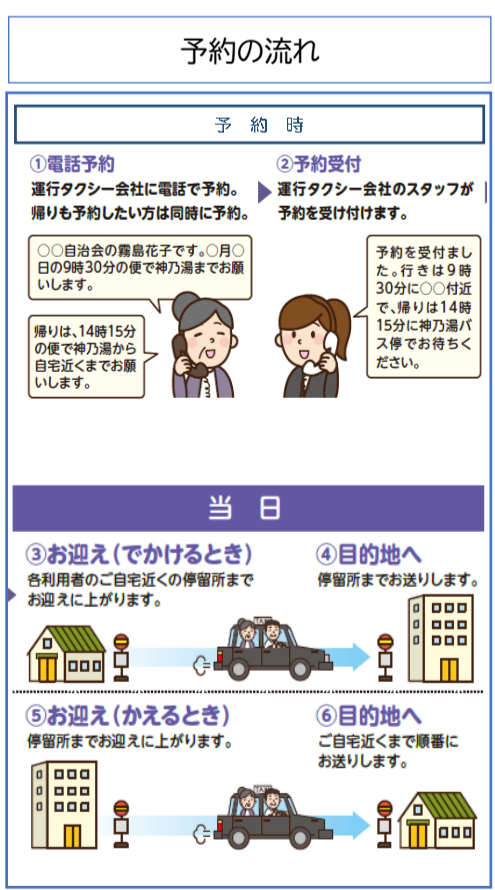 予約の流れ
予 約 時
①電話予約
運行タクシー会社に電話で予約。
帰りも予約したい方は同時に予約。
②予約受付
運行タクシー会社のスタッフが
予約を受け付けます。
○○自治会の霧島花子です。○月○
日の9時30分の便で神乃湯までお願
いします。
帰りは、14時15分
の便で神乃湯から
自宅近くまでお願
いします。
予約を受付まし
た。行きは9時
30分に○○付近
で、帰りは14時
15分に神乃湯バ
ス停でお待ちく
ださい。
当 日
③お迎え(でかけるとき)
各利用者のご自宅近くの停留所まで
お迎えに上がります。
④目的地へ
停留所までお送りします。
TAXI
⑤お迎え(かえるとき)
停留所までお迎えに上がります。
⑥目的地へ
ご自宅近くまで順番に
お送りします。
TAXI